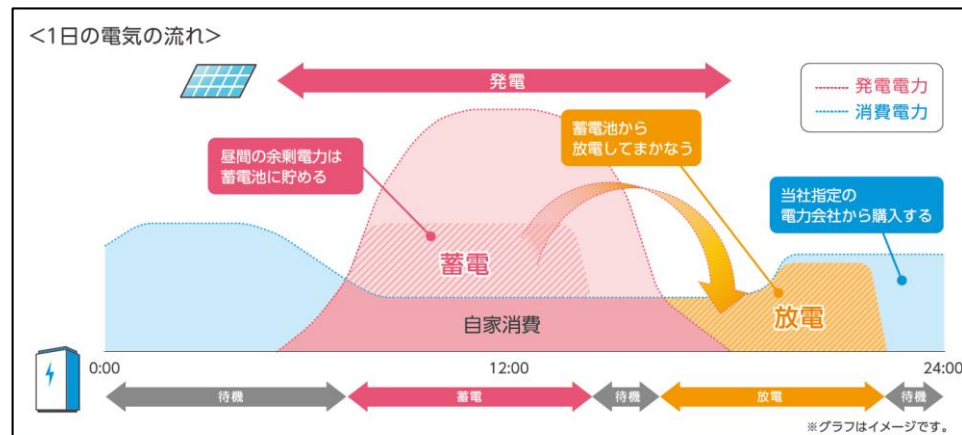 <1日の電気の流れ>
発電
発電電力
消費電力
昼間の余剰電力は
蓄電池に貯める
蓄電池から
放電してまかなう
当社指定の
電力会社から購入する
蓄電
放電
自家消費
0:00
12:00
24:00
待機
蓄電
待機
放電
待機
※グラフはイメージです。